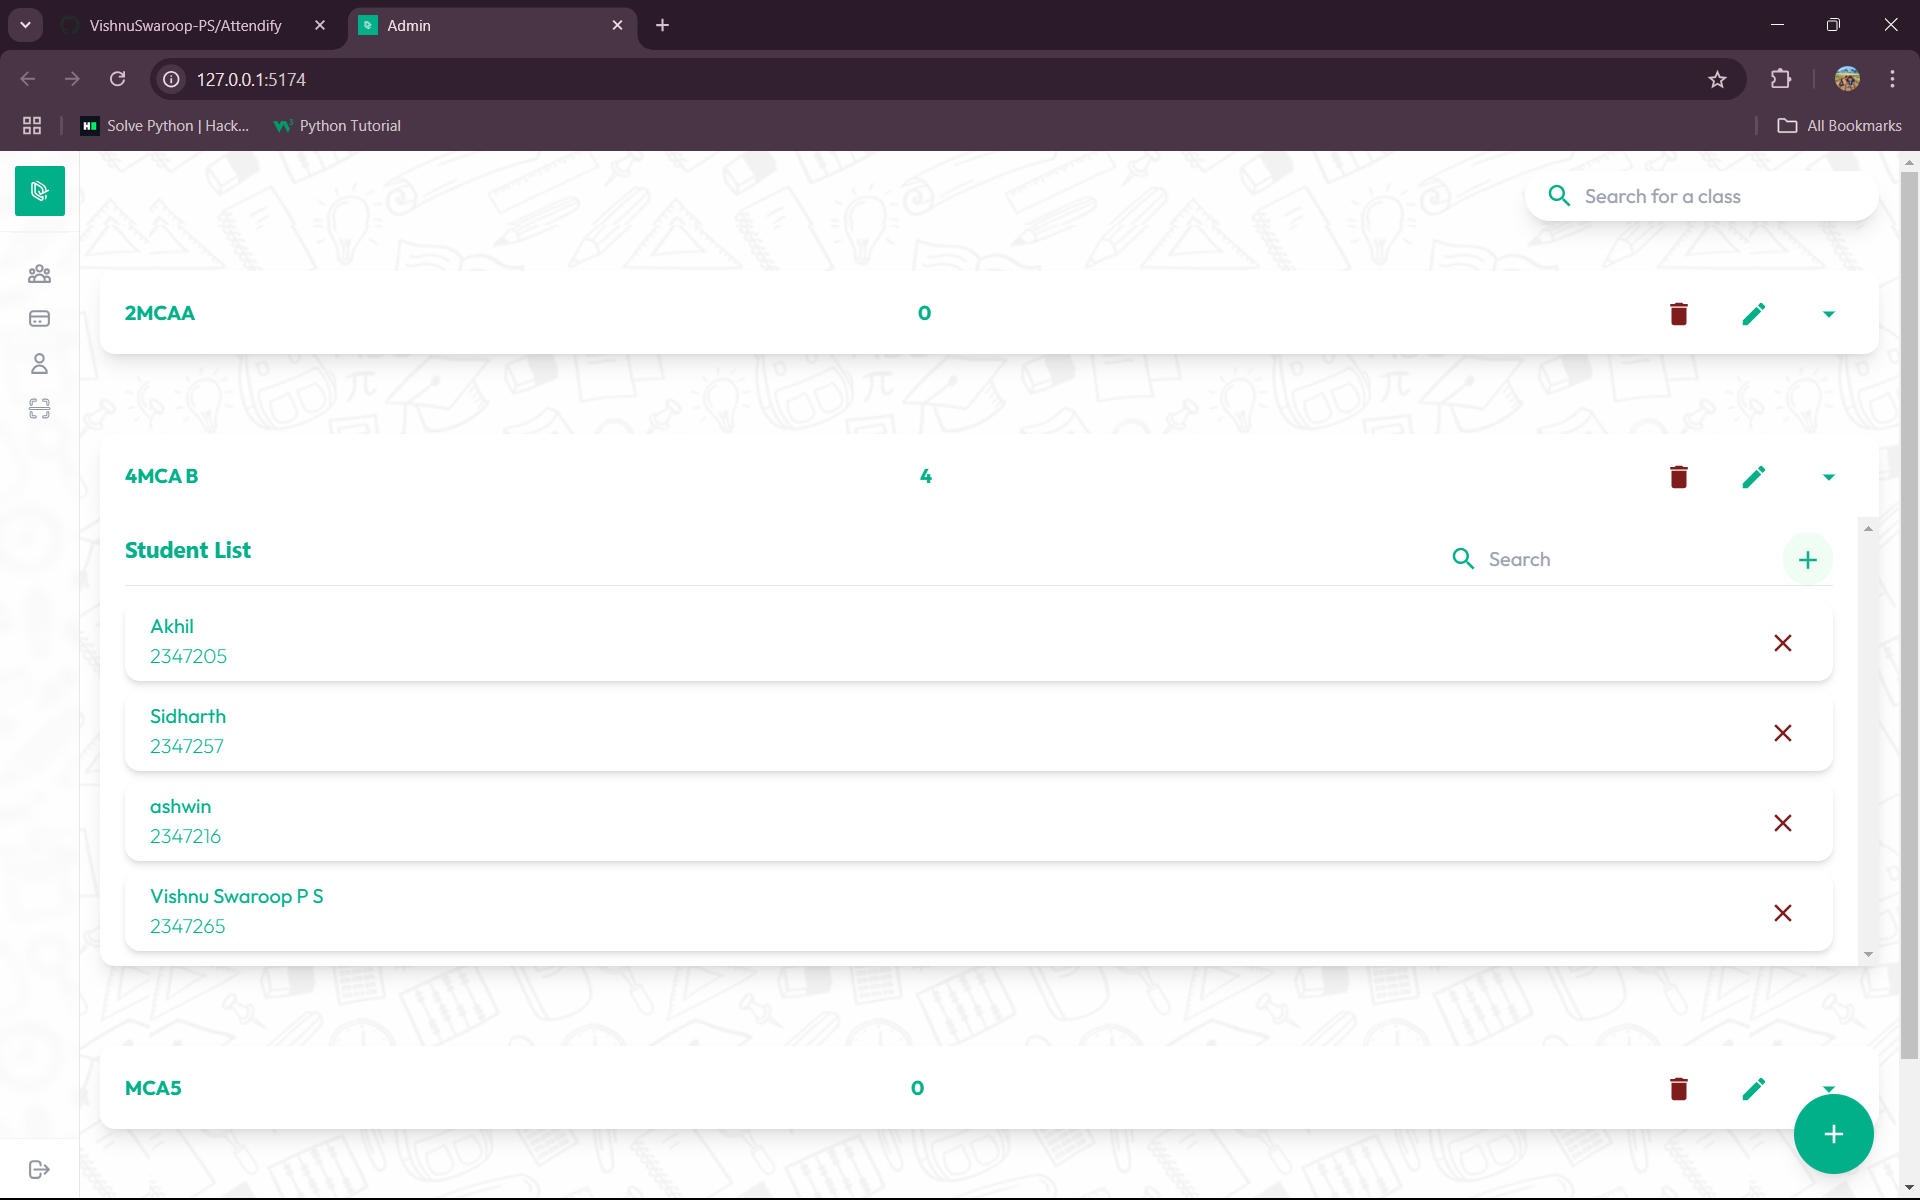 VishnuSwaroop-PS/Attendify
Admin
127.0.0.1:5174
Solve Python | Hack...
Python Tutorial
All Bookmarks
Search for a class
2MCAA 0
4MCA B 4
Student List
Search
Akhil
2347205
Sidharth
2347257
ashwin
2347216
Vishnu Swaroop P S
2347265
MCA5 0